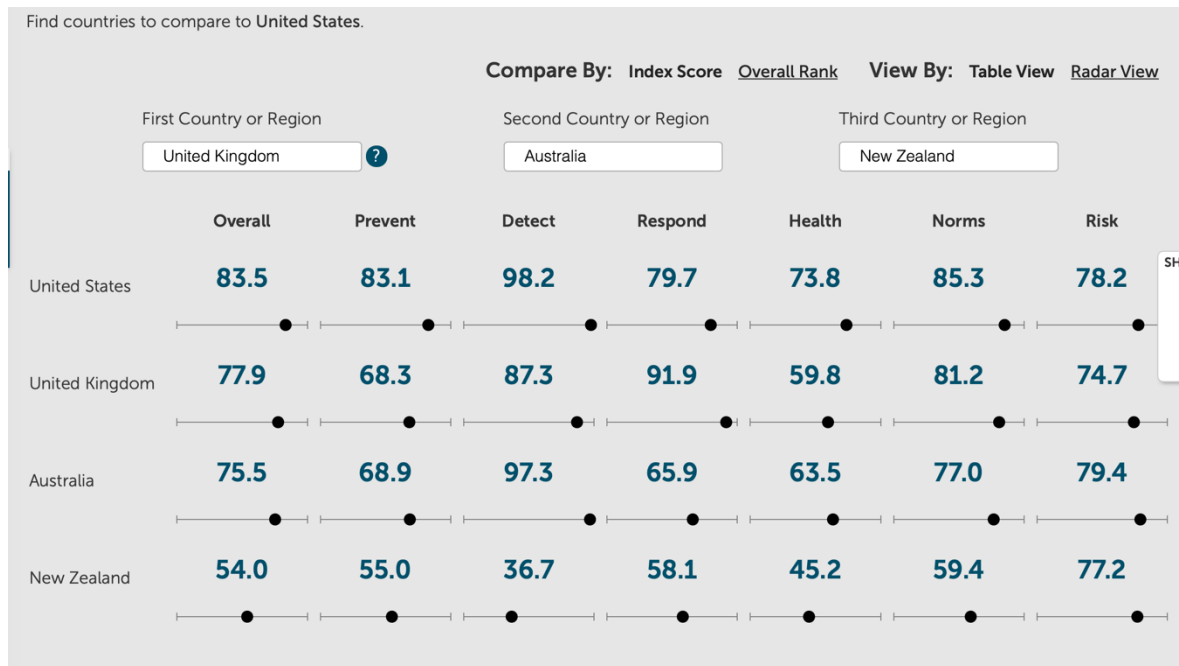 Find countries to compare to United States.
Compare By: Index Score Overall Rank View By: Table View Radar View
First Country or Region Second Country or Region Third Country or Region
United Kingdom ? Australia New Zealand
Overall Prevent Detect Respond Health Norms Risk
SH
United States 83.5 83.1 98.2 79.7 73.8 85.3 78.2
United Kingdom 77.9 68.3 87.3 91.9 59.8 81.2 74.7
Australia 75.5 68.9 97.3 65.9 63.5 77.0 79.4
New Zealand 54.0 55.0 36.7 58.1 45.2 59.4 77.2